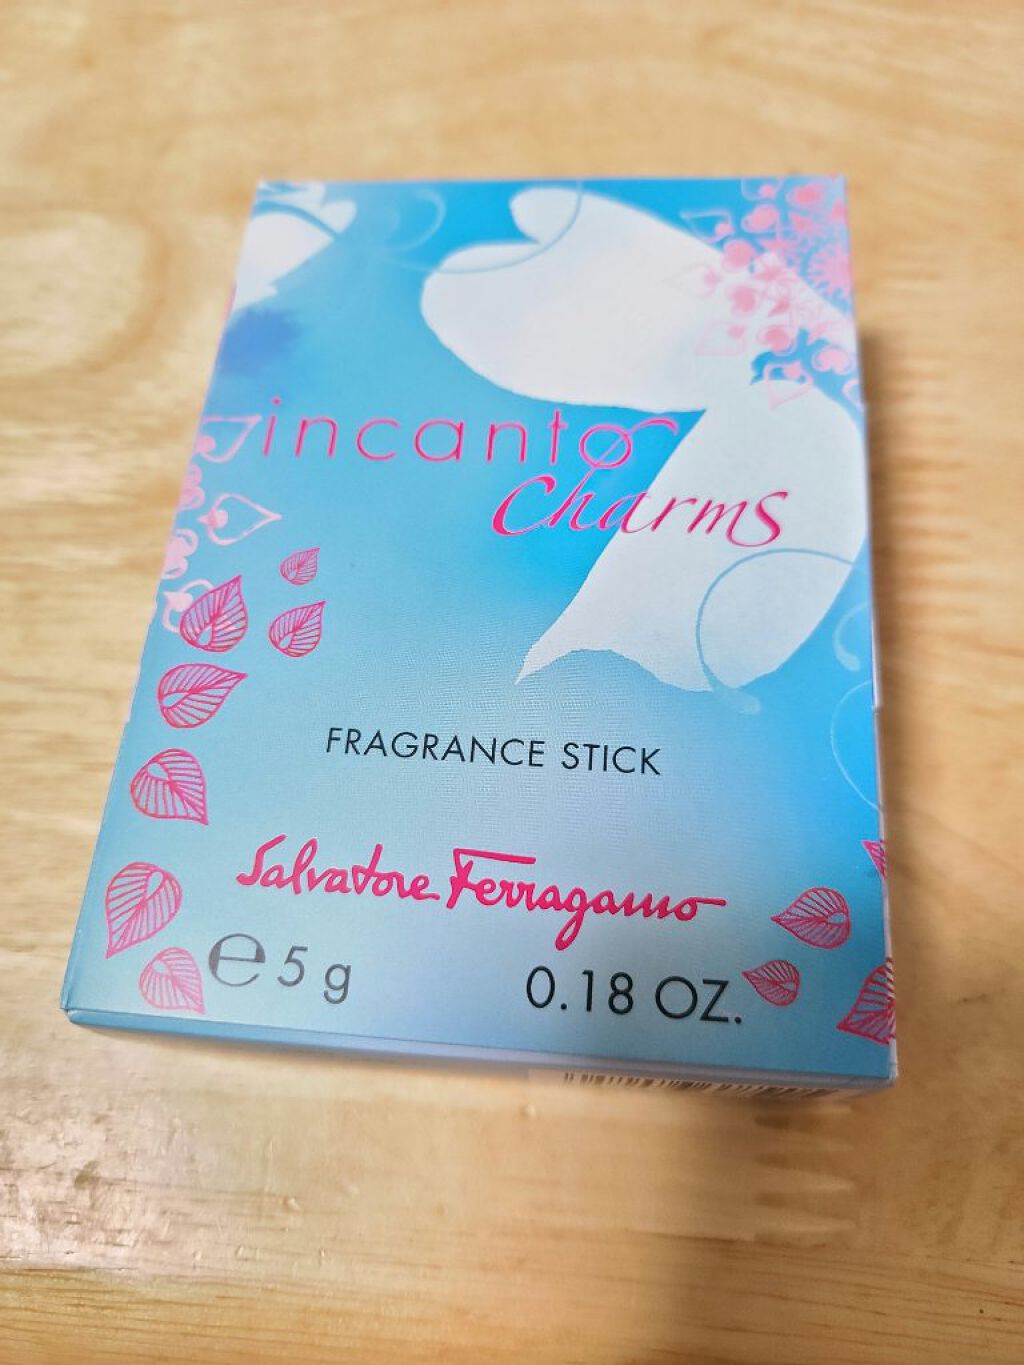 incanto
Charms
FRAGRANCE STICK
Salvatore Ferragamo
℮ 5 g 0.18 OZ.